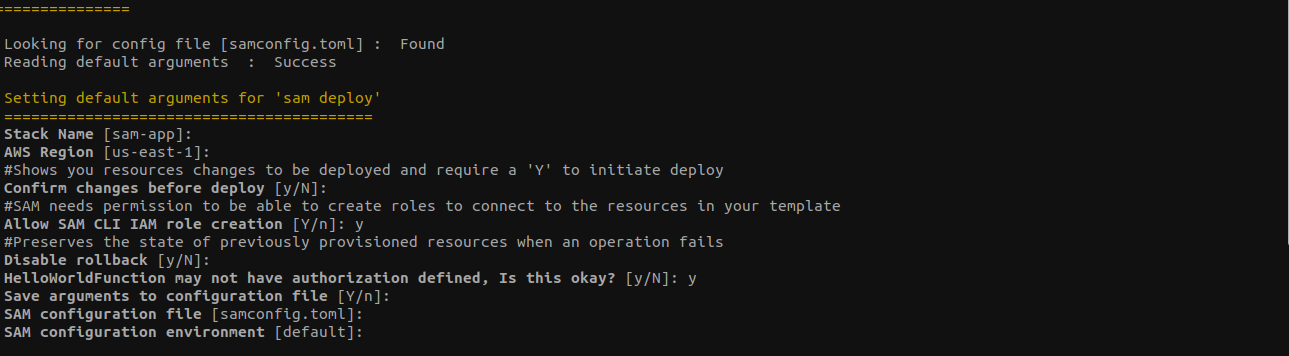 ===============
Looking for config file [samconfig.toml] :  Found
Reading default arguments  :  Success
Setting default arguments for 'sam deploy'
=========================================
Stack Name [sam-app]:
AWS Region [us-east-1]:
#Shows you resources changes to be deployed and require a 'Y' to initiate deploy
Confirm changes before deploy [y/N]:
#SAM needs permission to be able to create roles to connect to the resources in your template
Allow SAM CLI IAM role creation [Y/n]: y
#Preserves the state of previously provisioned resources when an operation fails
Disable rollback [y/N]:
HelloWorldFunction may not have authorization defined, Is this okay? [y/N]: y
Save arguments to configuration file [Y/n]:
SAM configuration file [samconfig.toml]:
SAM configuration environment [default]: